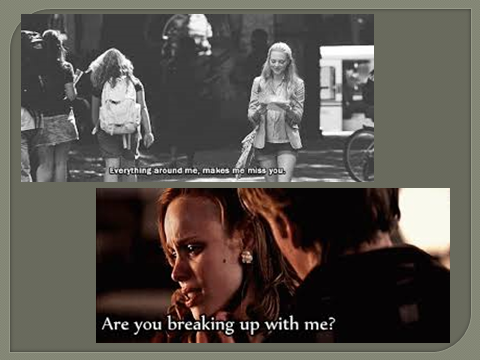 Everything around me, makes me miss you.
Are you breaking up with me?